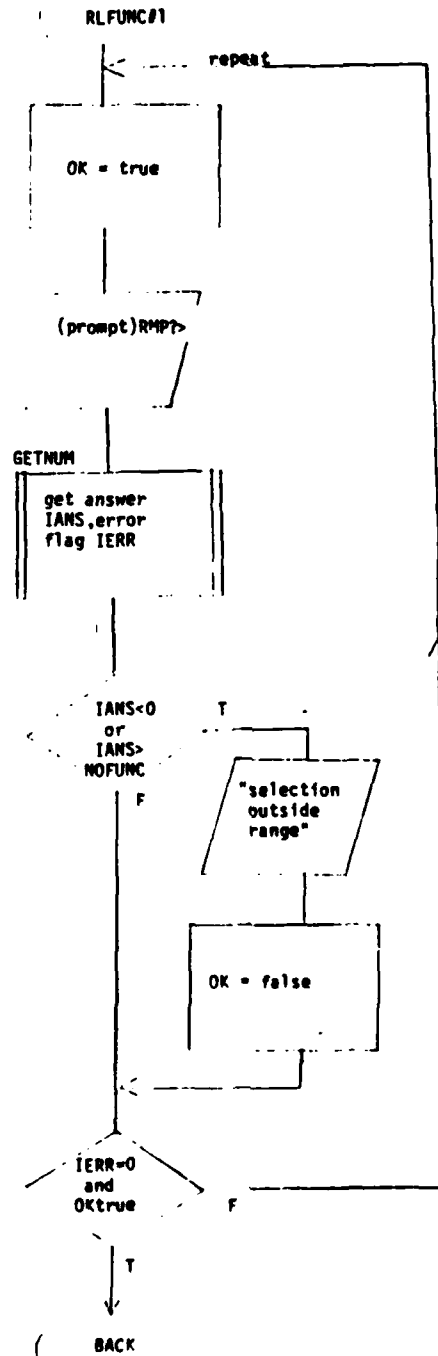 RLFUNC#1
repeat
OK = true
(prompt)RMP?>
GETNUM
get answer
IANS,error
flag IERR
IANS<0
or
IANS>
NOFUNC
T
F
"selection
outside
range"
OK = false
IERR=0
and
OKtrue
F
T
BACK